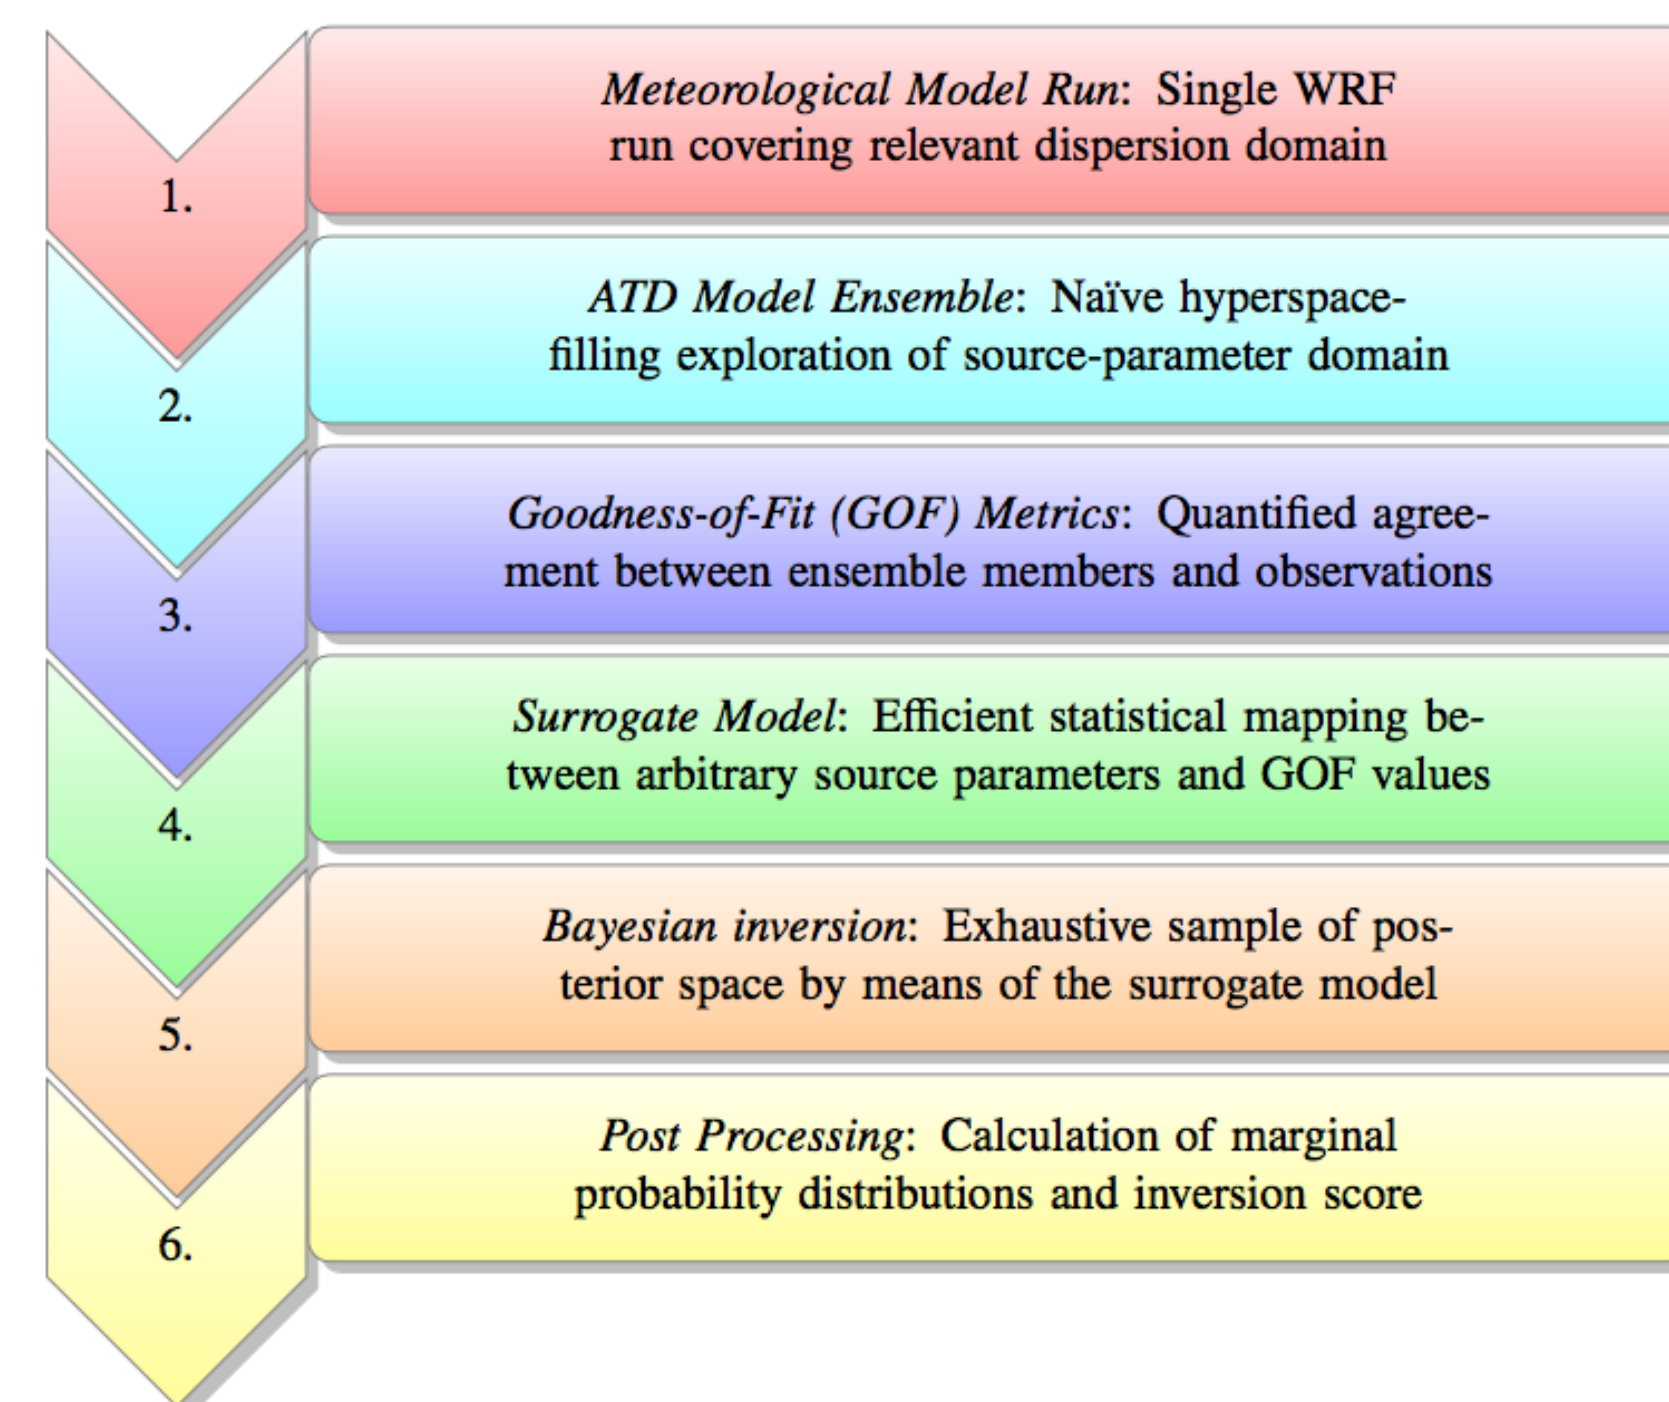 1.
Meteorological Model Run: Single WRF
run covering relevant dispersion domain
2.
ATD Model Ensemble: Naïve hyperspace-
filling exploration of source-parameter domain
3.
Goodness-of-Fit (GOF) Metrics: Quantified agree-
ment between ensemble members and observations
4.
Surrogate Model: Efficient statistical mapping be-
tween arbitrary source parameters and GOF values
5.
Bayesian inversion: Exhaustive sample of pos-
terior space by means of the surrogate model
6.
Post Processing: Calculation of marginal
probability distributions and inversion score